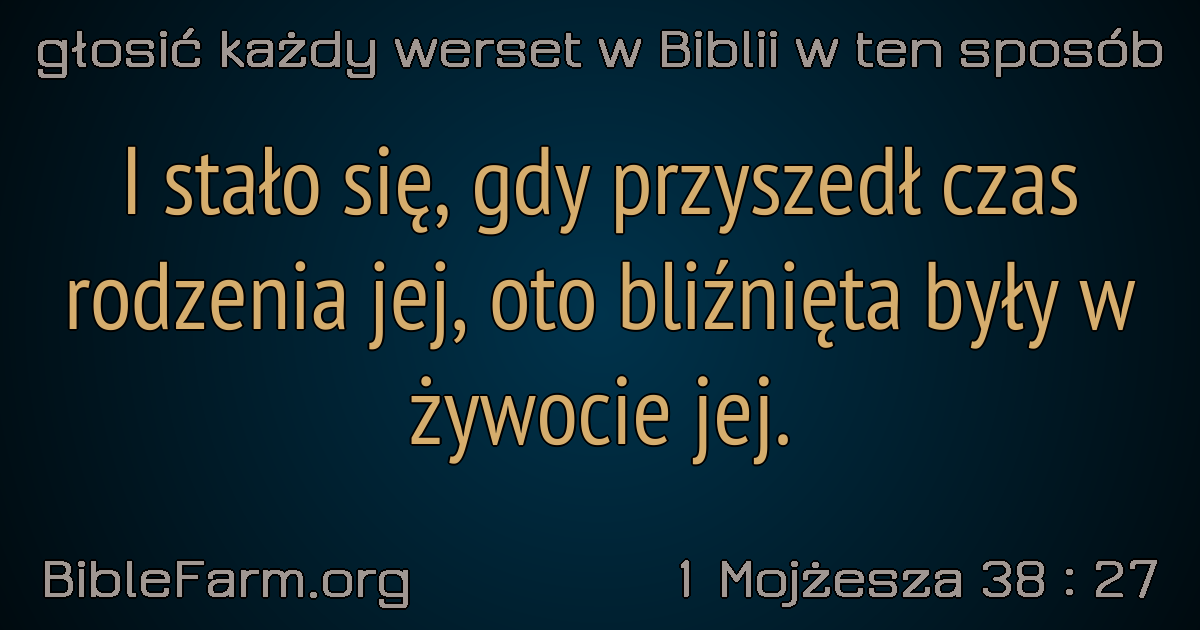 głosić każdy werset w Biblii w ten sposób
I stało się, gdy przyszedł czas
rodzenia jej, oto bliźnięta były w
żywocie jej.
BibleFarm.org
1 Mojżesza 38 : 27